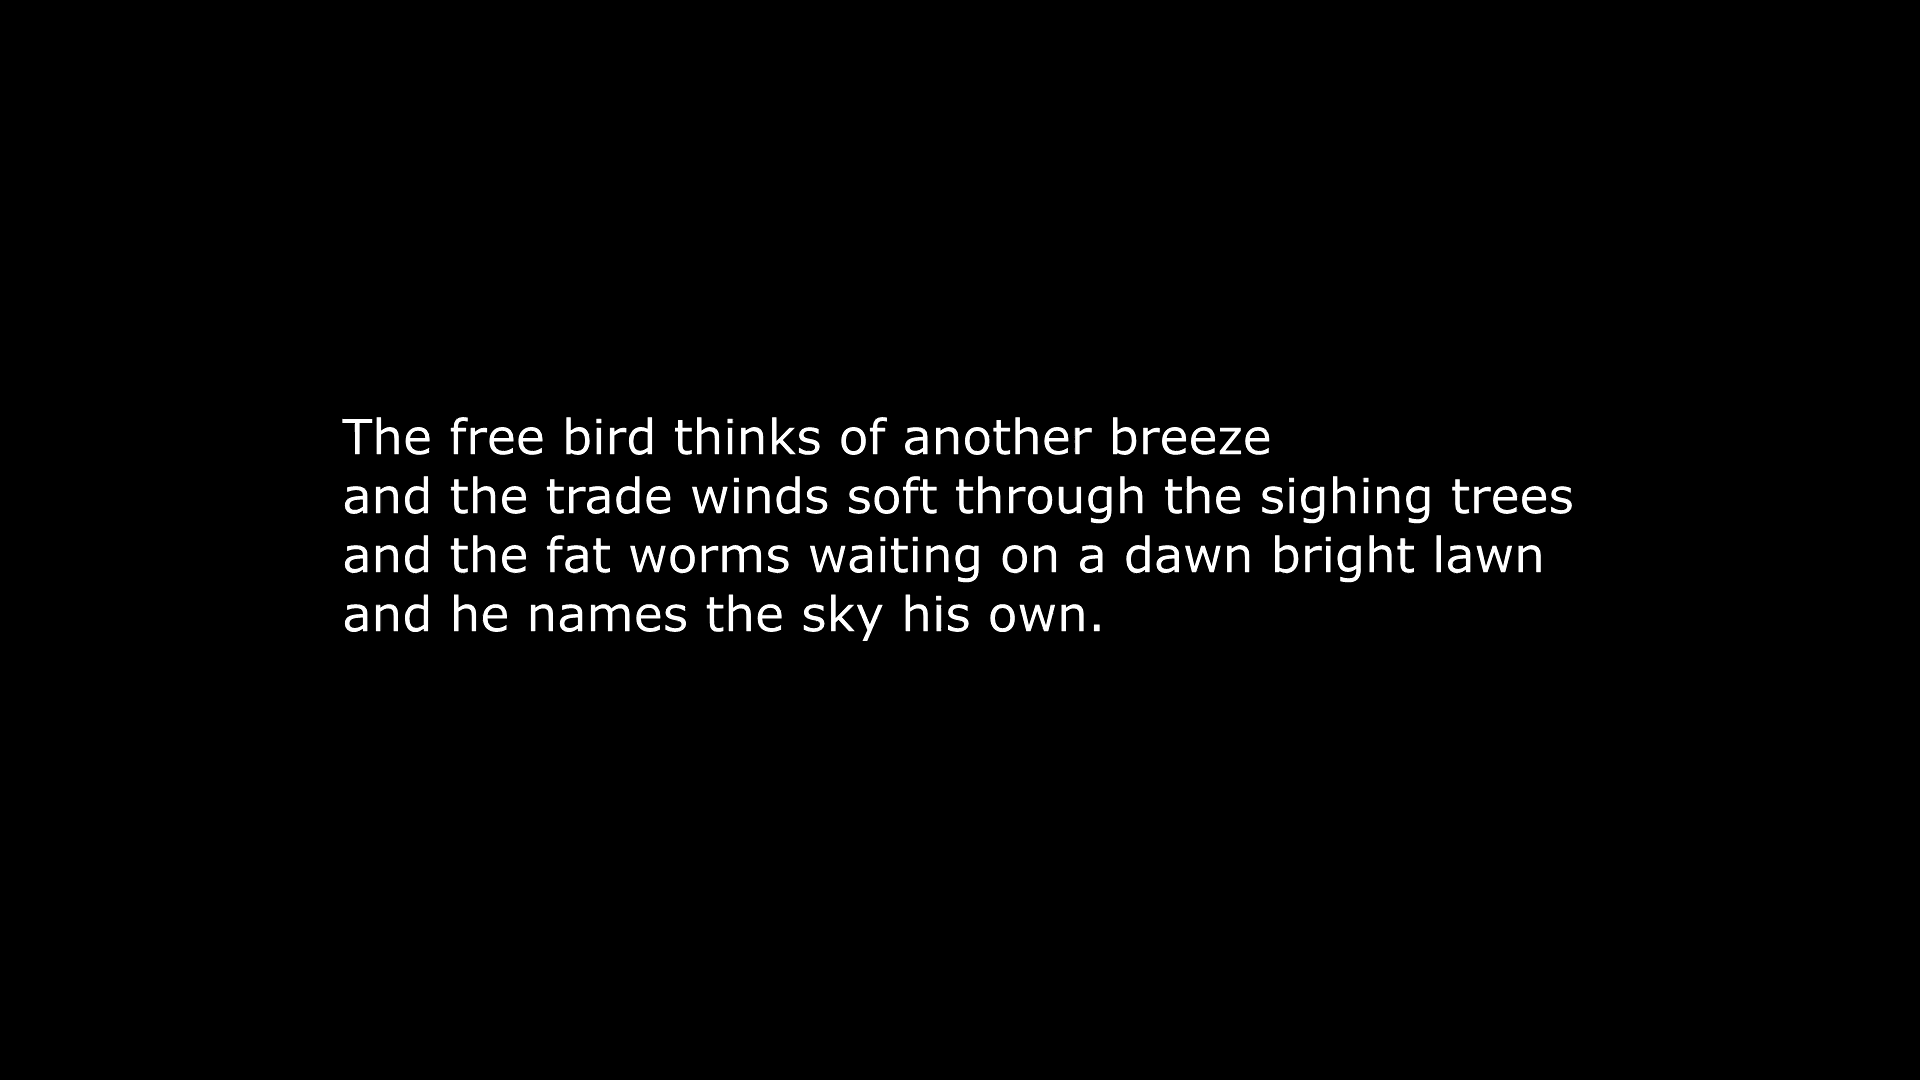 The free bird thinks of another breeze
and the trade winds soft through the sighing trees
and the fat worms waiting on a dawn bright lawn
and he names the sky his own.